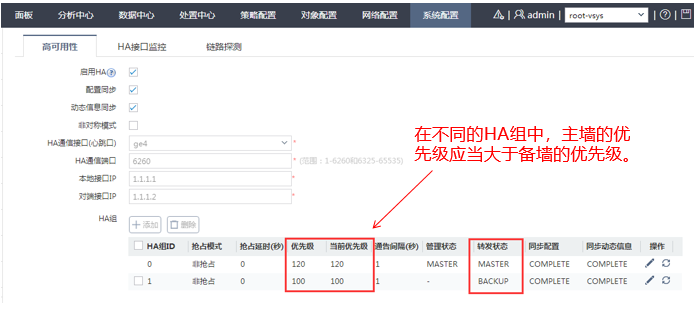 面板 分析中心 数据中心 处置中心 策略配置 对象配置 网络配置 系统配置 admin root-vsys
高可用性 HA接口监控 链路探测
启用HA
配置同步
动态信息同步
非对称模式
HA通信接口(心跳口) ge4 *
HA通信端口 6260 * (范围：1-6260和6325-65535)
本地接口IP 1.1.1.1 *
对端接口IP 1.1.1.2 *
HA组 添加 删除
在不同的HA组中，主墙的优
先级应当大于备墙的优先级。
HA组ID 抢占模式 抢占延时(秒) 优先级 当前优先级 通告间隔(秒) 管理状态 转发状态 同步配置 同步动态信息 操作
0 非抢占 0 120 120 1 MASTER MASTER COMPLETE COMPLETE
1 非抢占 0 100 100 1 - BACKUP COMPLETE COMPLETE